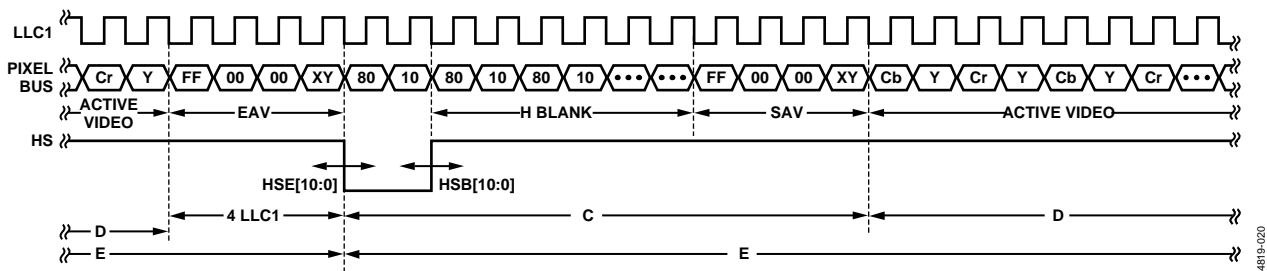 LLC1
PIXEL BUS Cr Y FF 00 00 XY 80 10 80 10 80 10 ••• ••• FF 00 00 XY Cb Y Cr Y Cb Y Cr •••
ACTIVE VIDEO EAV H BLANK SAV ACTIVE VIDEO
HS
HSE[10:0] HSB[10:0]
4 LLC1 C D
D
E E
4819-020